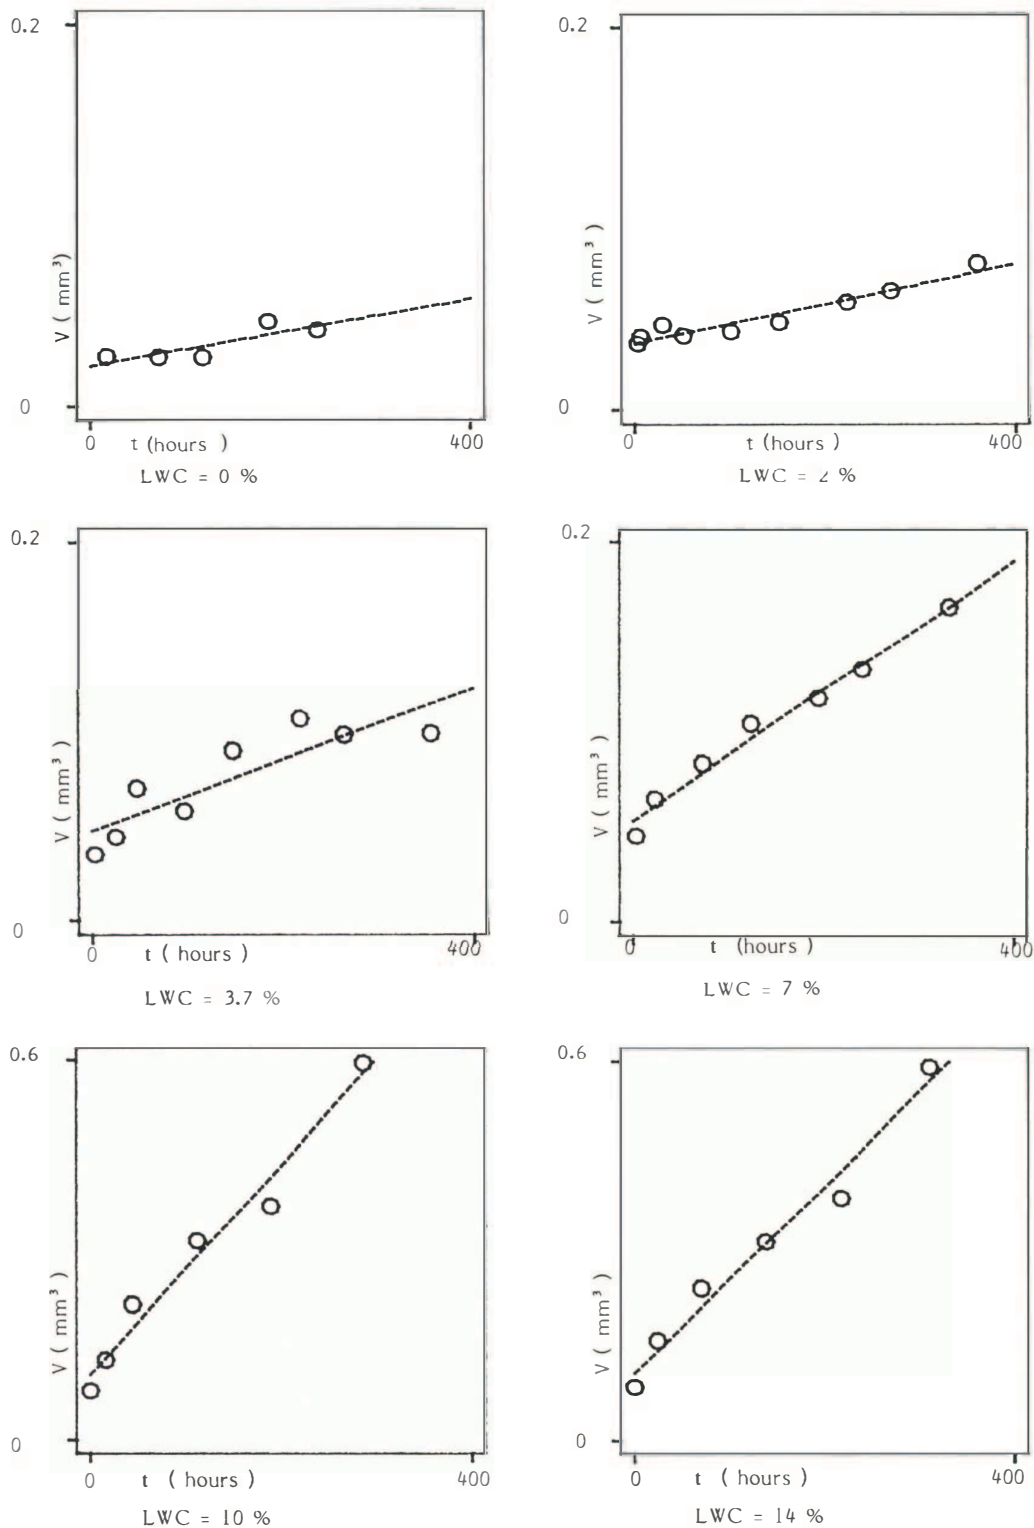 0.2
V ( mm³)
0
0
400
t (hours )
LWC = 0 %
0.2
V ( mm³ )
0
0
400
t (hours )
LWC = 2 %
0.2
V ( mm³ )
0
0
400
t ( hours )
LWC = 3.7 %
0.2
V ( mm³ )
0
0
400
t (hours )
LWC = 7 %
0.6
V ( mm³ )
0
0
400
t ( hours )
LWC = 10 %
0.6
V ( mm³ )
0
0
400
t ( hours )
LWC = 14 %